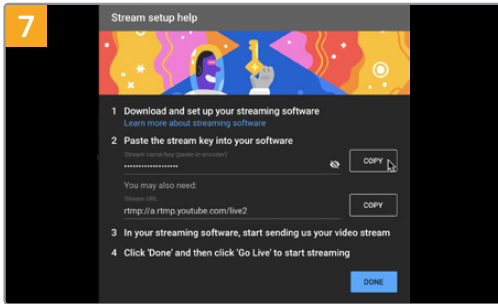 7
Stream setup help
1 Download and set up your streaming software
Learn more about streaming software
2 Paste the stream key into your software
Stream name/key (paste in encoder)
••••••••••••••••••
COPY
You may also need:
Stream URL
rtmp://a.rtmp.youtube.com/live2
COPY
3 In your streaming software, start sending us your video stream
4 Click 'Done' and then click 'Go Live' to start streaming
DONE